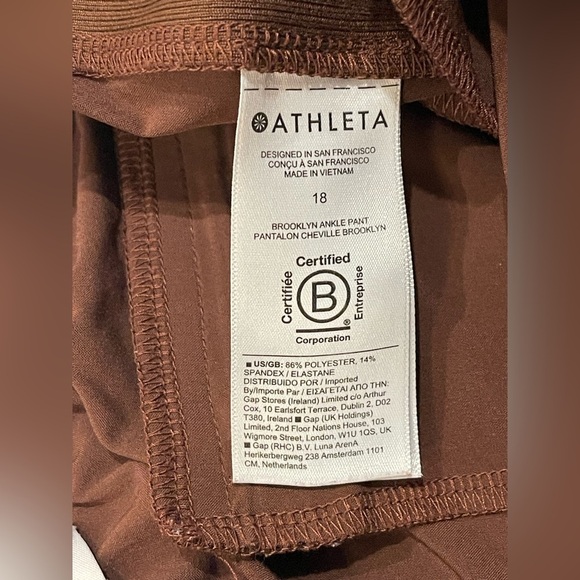 ATHLETA
DESIGNED IN SAN FRANCISCO
CONÇU À SAN FRANCISCO
MADE IN VIETNAM
18
BROOKLYN ANKLE PANT
PANTALON CHEVILLE BROOKLYN
Certified
Certifiée
B
Entreprise
®
Corporation
■ US/GB: 86% POLYESTER, 14%
SPANDEX / ELASTANE
DISTRIBUIDO POR / Imported
By/Importe Par / ΕΙΣΑΓΕΤΑΙ ΑΠΟ ΤΗΝ:
Gap Stores (Ireland) Limited c/o Arthur
Cox, 10 Earlsfort Terrace, Dublin 2, D02
T380, Ireland ■ Gap (UK Holdings)
Limited, 2nd Floor Nations House, 103
Wigmore Street, London, W1U 1QS, UK
■ Gap (RHC) B.V. Luna ArenA
Herikerbergweg 238 Amsterdam 1101
CM, Netherlands